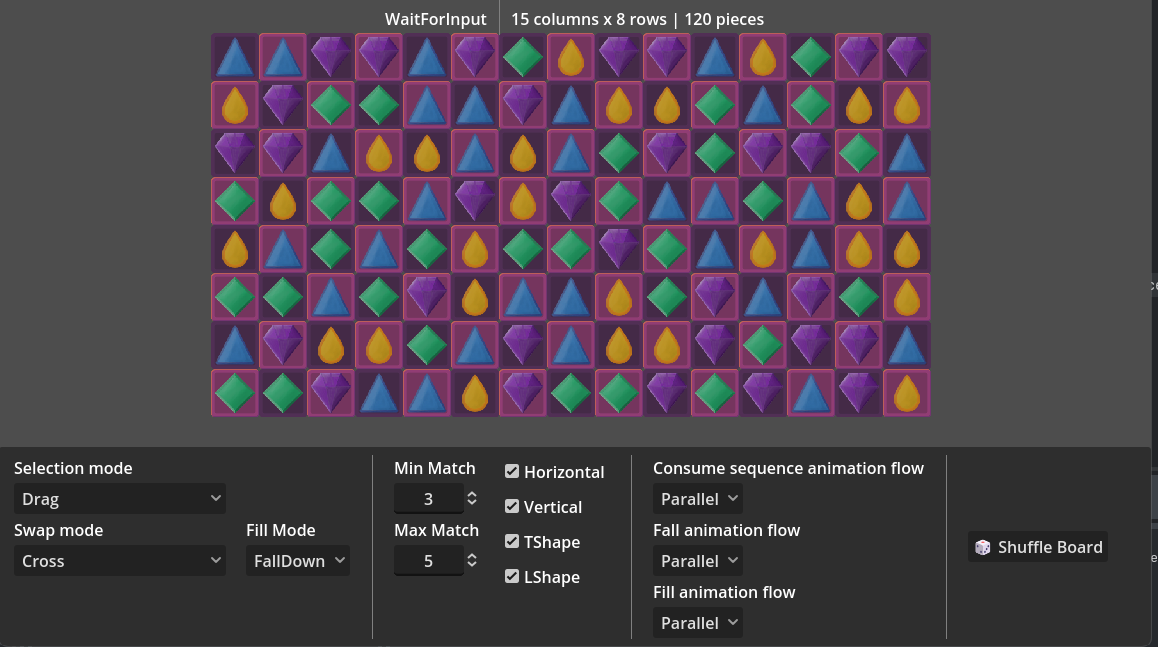 WaitForInput 15 columns x 8 rows | 120 pieces
Selection mode
Drag
Swap mode
Cross
Fill Mode
FallDown
Min Match
3
Max Match
5
Horizontal
Vertical
TShape
LShape
Consume sequence animation flow
Parallel
Fall animation flow
Parallel
Fill animation flow
Parallel
Shuffle Board